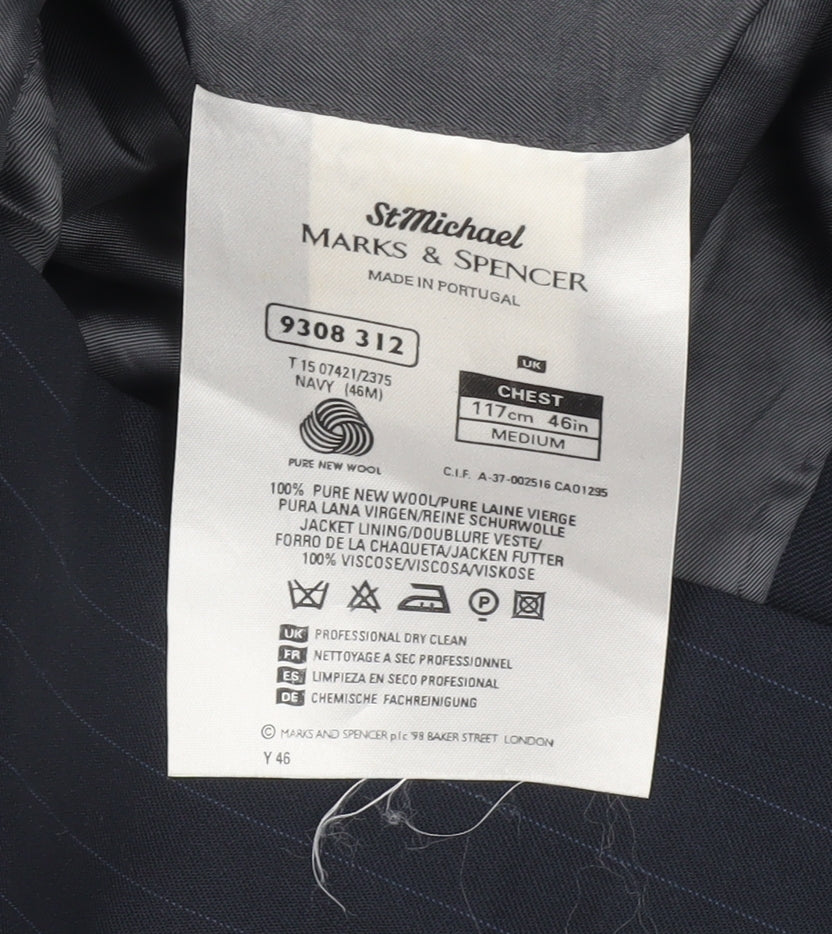 StMichael
MARKS & SPENCER
MADE IN PORTUGAL
9308 312
T 15 07421/2375
NAVY (46M)
PURE NEW WOOL
UK
CHEST
117cm 46in
MEDIUM
C.I.F. A-37-002516 CA01295
100% PURE NEW WOOL/PURE LAINE VIERGE
PURA LANA VIRGEN/REINE SCHURWOLLE
JACKET LINING/DOUBLURE VESTE/
FORRO DE LA CHAQUETA/JACKEN FUTTER
100% VISCOSE/VISCOSA/VISKOSE
P
UK PROFESSIONAL DRY CLEAN
FR NETTOYAGE A SEC PROFESSIONNEL
ES LIMPIEZA EN SECO PROFESIONAL
DE CHEMISCHE FACHREINIGUNG
© MARKS AND SPENCER plc '98 BAKER STREET LONDON
Y 46